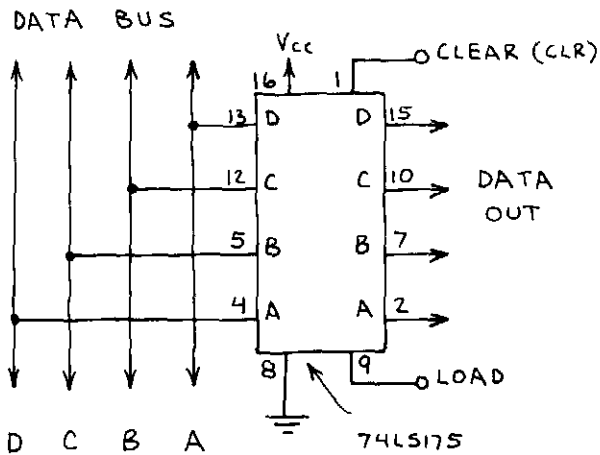 DATA BUS
Vcc
CLEAR (CLR)
16 1
13 D D 15
12 C C 10
DATA
OUT
5 B B 7
4 A A 2
8 9
LOAD
D C B A
74LS175